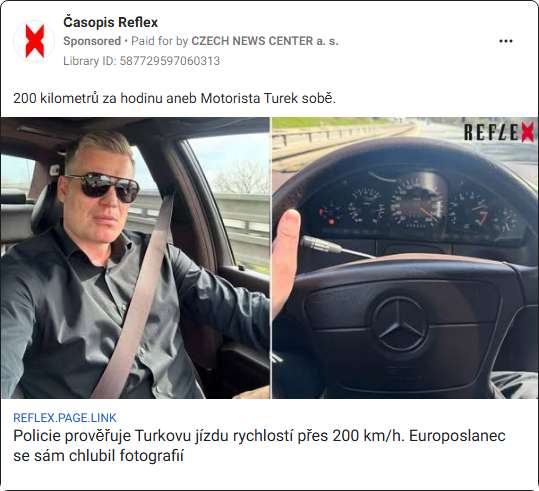 Časopis Reflex
Sponsored • Paid for by CZECH NEWS CENTER a. s.
Library ID: 587729597060313
200 kilometrů za hodinu aneb Motorista Turek sobě.
REFLEX
REFLEX.PAGE.LINK
Policie prověřuje Turkovu jízdu rychlostí přes 200 km/h. Europoslanec
se sám chlubil fotografií